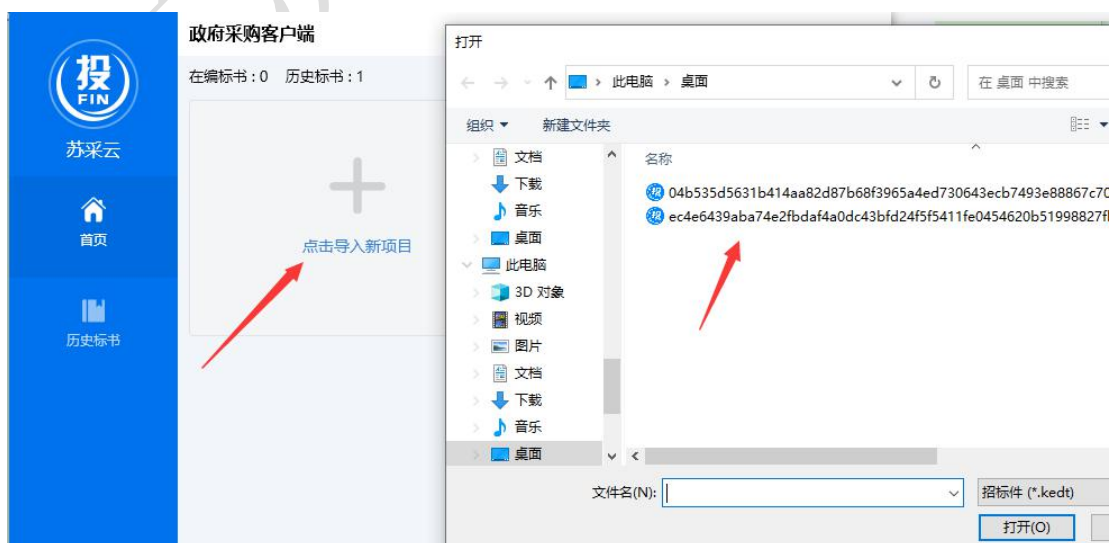 投
FIN
苏采云
首页
历史标书
政府采购客户端
在编标书：0 历史标书：1
点击导入新项目
打开
此电脑 › 桌面
在 桌面 中搜索
组织 新建文件夹
文档
下载
音乐
桌面
此电脑
3D 对象
视频
图片
文档
下载
音乐
桌面
名称
04b535d5631b414aa82d87b68f3965a4ed730643ecb7493e88867c70
ec4e6439aba74e2fbdaf4a0dc43bfd24f5f5411fe0454620b51998827f
文件名(N):
招标件 (*.kedt)
打开(O)